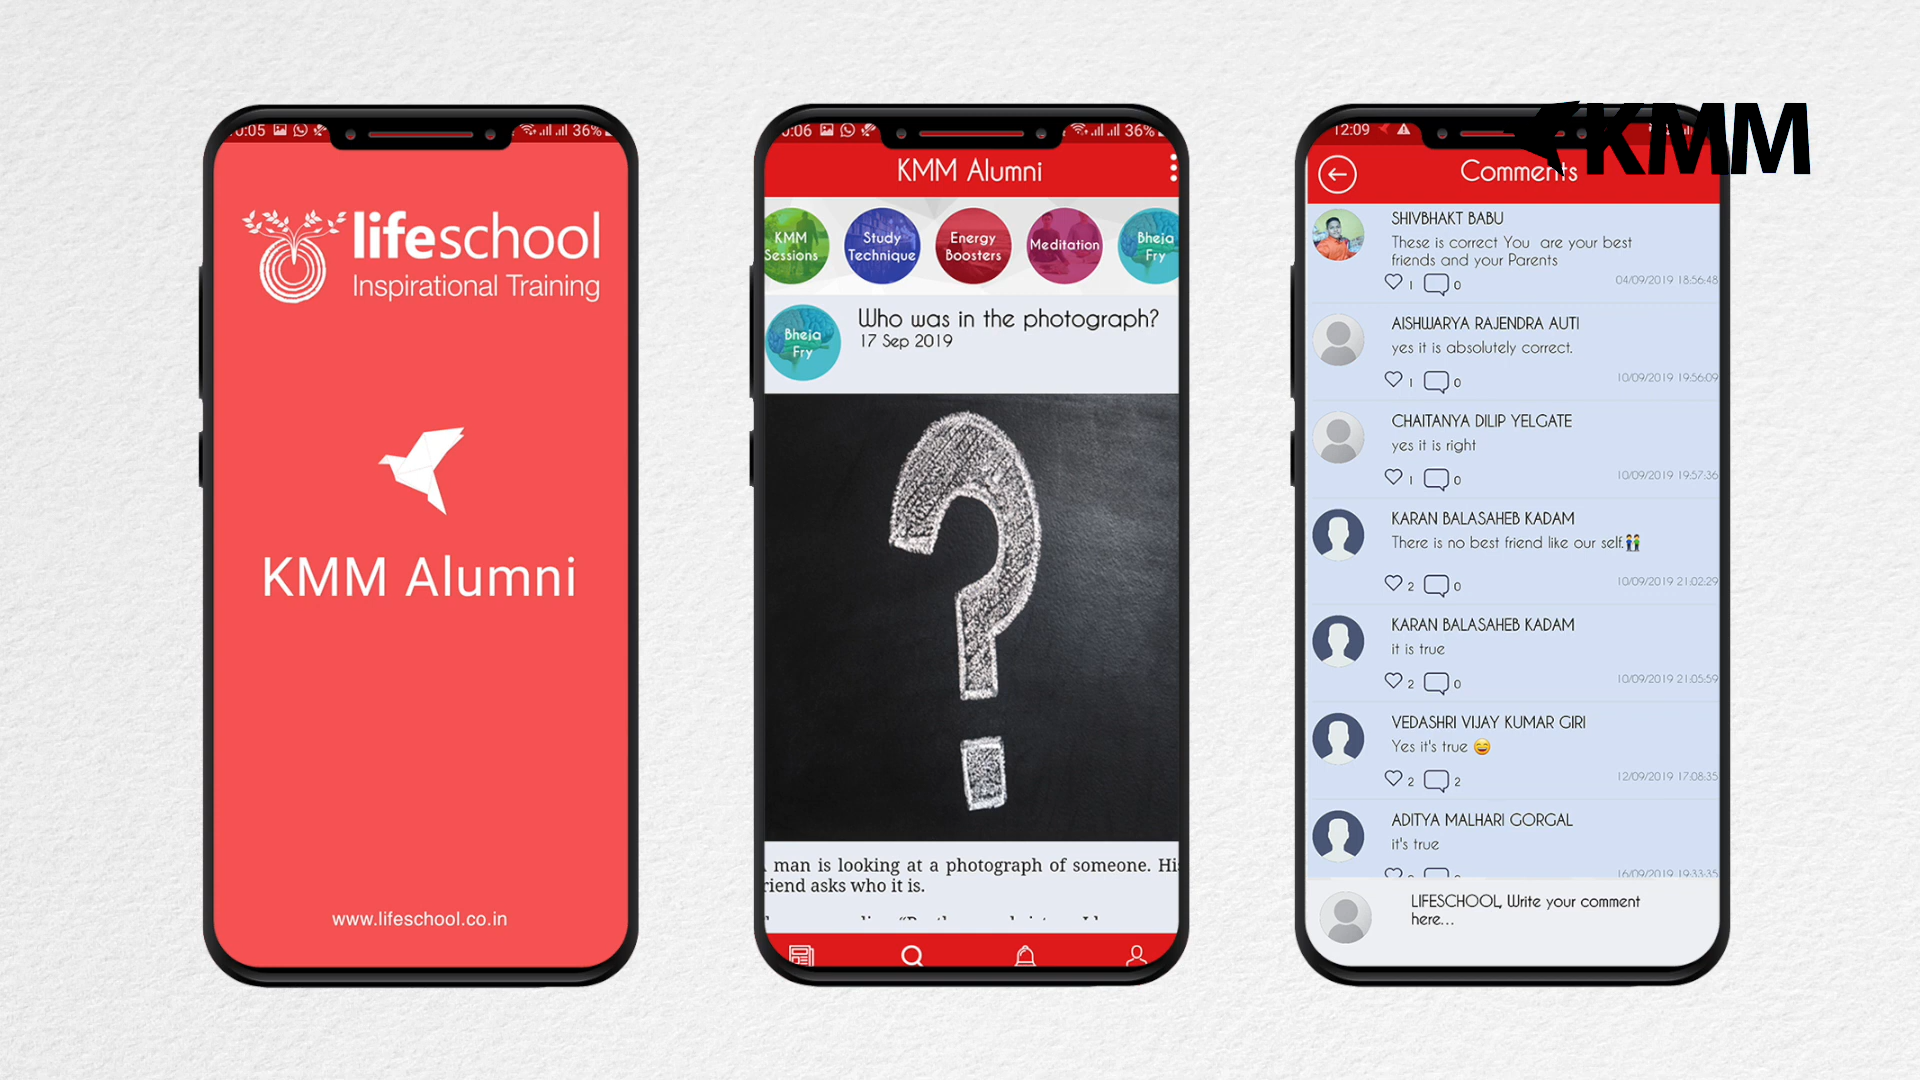 36%
lifeschool
Inspirational Training
KMM Alumni
www.lifeschool.co.in
36%
KMM Alumni
KMM Sessions
Study Technique
Energy Boosters
Meditation
Bheja Fry
Bheja Fry
Who was in the photograph?
17 Sep 2019
man is looking at a photograph of someone.
asks who it is.
12:09
KMM
Comments
SHIVBHAKT BABU
These is correct You are your best
friends and your Parents
1 0 04/09/2019 18:56:48
AISHWARYA RAJENDRA AUTI
yes it is absolutely correct.
1 0 10/09/2019 19:56:09
CHAITANYA DILIP YELGATE
yes it is right
1 0 10/09/2019 19:57:36
KARAN BALASAHEB KADAM
There is no best friend like our self.👬
2 0 10/09/2019 21:02:29
KARAN BALASAHEB KADAM
it is true
2 0 10/09/2019 21:05:59
VEDASHRI VIJAY KUMAR GIRI
Yes it's true 😄
2 2 12/09/2019 17:08:35
ADITYA MALHARI GORGAL
it's true
16/09/2019 19:33:35
LIFESCHOOL, Write your comment
here...